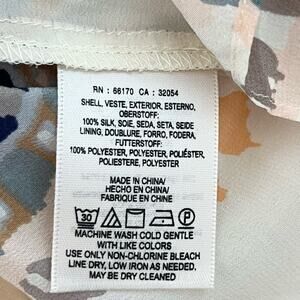 RN : 66170 CA : 32054
SHELL, VESTE, EXTERIOR, ESTERNO,
OBERSTOFF:
100% SILK, SOIE, SEDA, SETA, SEIDE
LINING, DOUBLURE, FORRO, FODERA,
FUTTERSTOFF:
100% POLYESTER, POLYESTER, POLIÉSTER,
POLIESTERE, POLYESTER
MADE IN CHINA/
HECHO EN CHINA/
FABRIQUE EN CHINE
30
MACHINE WASH COLD GENTLE
WITH LIKE COLORS
USE ONLY NON-CHLORINE BLEACH
LINE DRY, LOW IRON AS NEEDED,
MAY BE DRY CLEANED